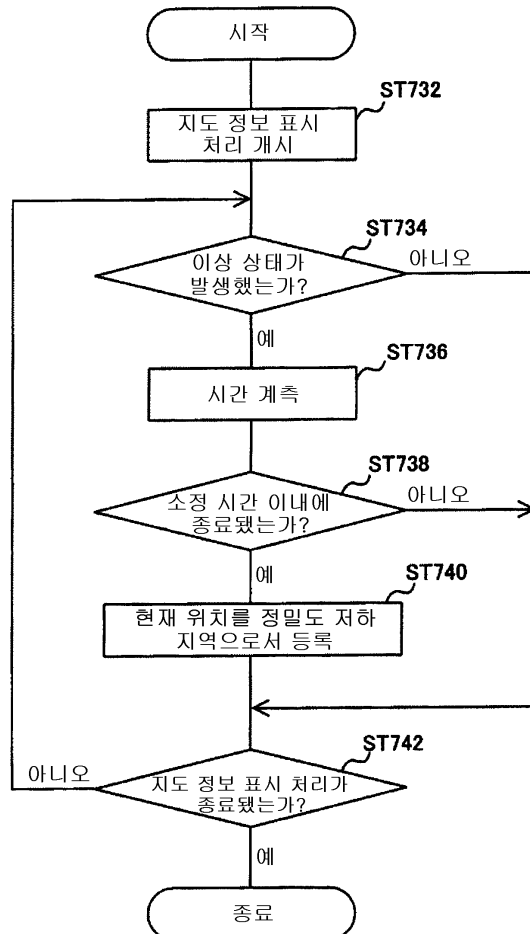 시작
ST732
지도 정보 표시
처리 개시
ST734
이상 상태가
발생했는가?
아니오
예
ST736
시간 계측
ST738
소정 시간 이내에
종료됐는가?
아니오
예
ST740
현재 위치를 정밀도 저하
지역으로서 등록
ST742
아니오
지도 정보 표시 처리가
종료됐는가?
예
종료